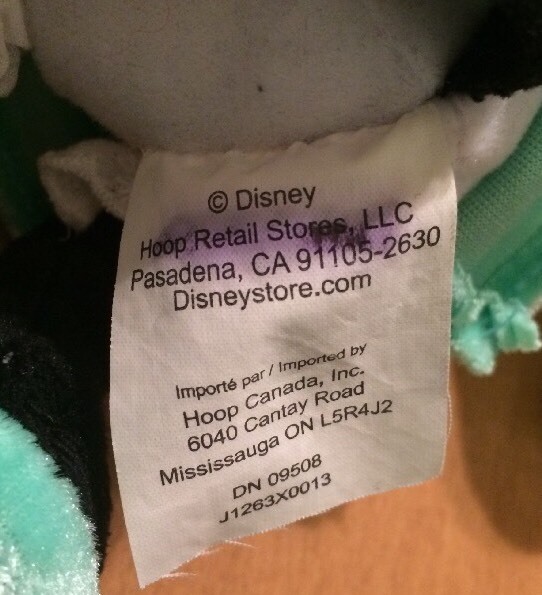 © Disney
Hoop Retail Stores, LLC
Pasadena, CA 91105-2630
Disneystore.com
Importé par / Imported by
Hoop Canada, Inc.
6040 Cantay Road
Mississauga ON L5R4J2
DN 09508
J1263X0013